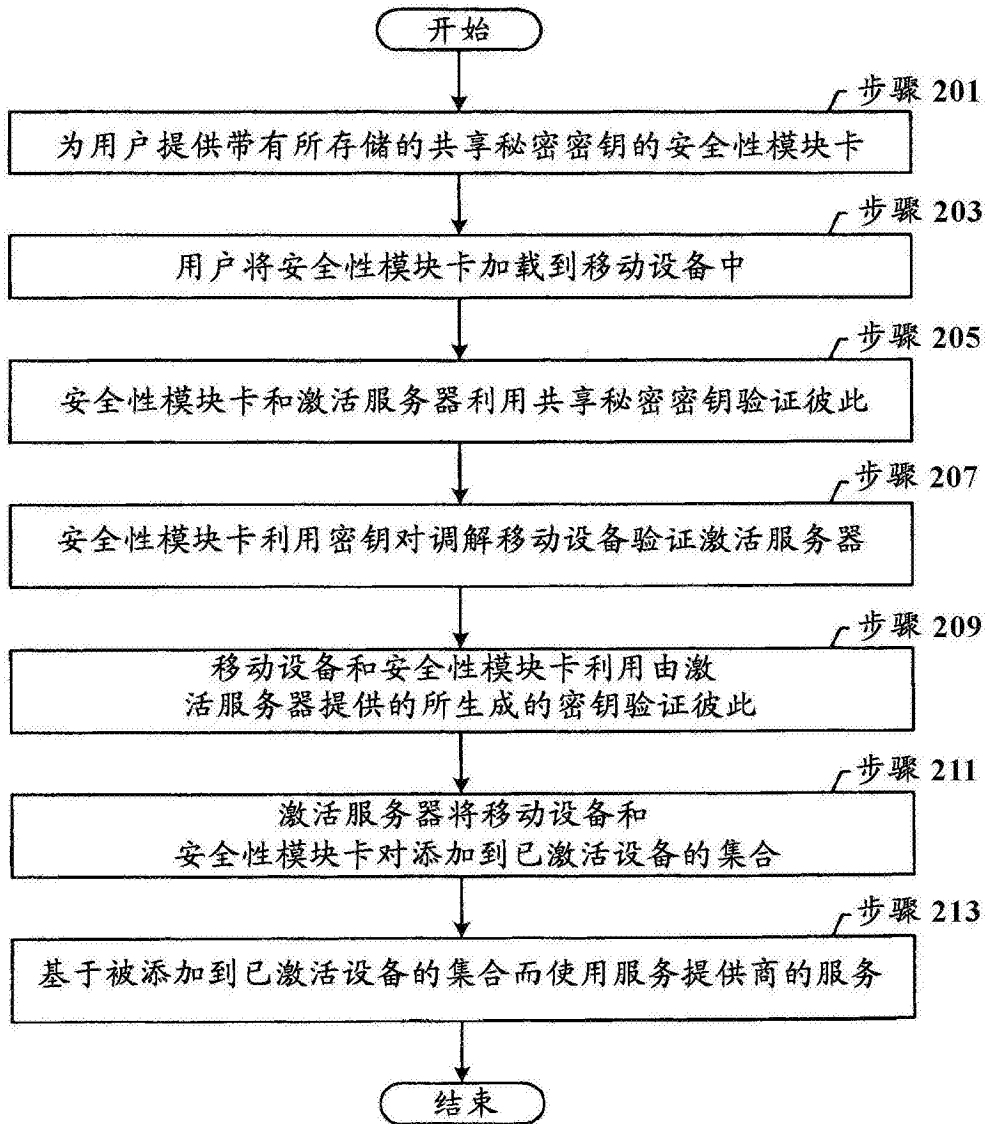 开始
步骤 201
为用户提供带有所存储的共享秘密密钥的安全性模块卡
步骤 203
用户将安全性模块卡加载到移动设备中
步骤 205
安全性模块卡和激活服务器利用共享秘密密钥验证彼此
步骤 207
安全性模块卡利用密钥对调解移动设备验证激活服务器
步骤 209
移动设备和安全性模块卡利用由激
活服务器提供的所生成的密钥验证彼此
步骤 211
激活服务器将移动设备和
安全性模块卡对添加到已激活设备的集合
步骤 213
基于被添加到已激活设备的集合而使用服务提供商的服务
结束